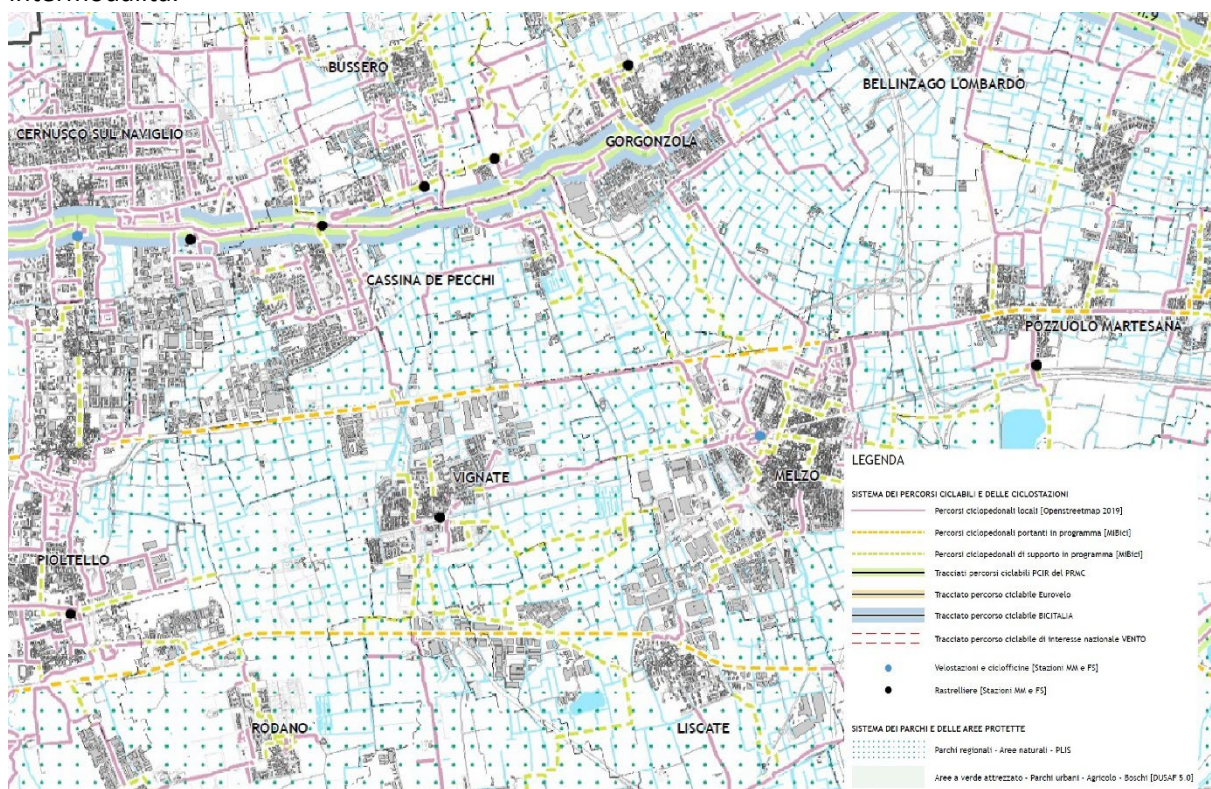 intermodalità.
n.9
BUSSERO
BELLINZAGO LOMBARDO
CERNUSCO SUL NAVIGLIO
GORGONZOLA
CASSINA DE PECCHI
POZZUOLO MARTESANA
VIGNATE
MELZO
PIOLTELLO
RODANO
LISCATE
LEGENDA
SISTEMA DEI PERCORSI CICLABILI E DELLE CICLOSTAZIONI
Percorsi ciclopedonali locali [Openstreetmap 2019]
Percorsi ciclopedonali portanti in programma [MiBici]
Percorsi ciclopedonali di supporto in programma [MiBici]
Tracciati percorsi ciclabili PCIR del PRMC
Tracciato percorso ciclabile Eurovelo
Tracciato percorso ciclabile BICITALIA
Tracciato percorso ciclabile di interesse nazionale VENTO
Velostazioni e ciclofficine [Stazioni MM e FS]
Rastrelliere [Stazioni MM e FS]
SISTEMA DEI PARCHI E DELLE AREE PROTETTE
Parchi regionali - Aree naturali - PLIS
Aree a verde attrezzato - Parchi urbani - Agricolo - Boschi [DUSAF 5.0]